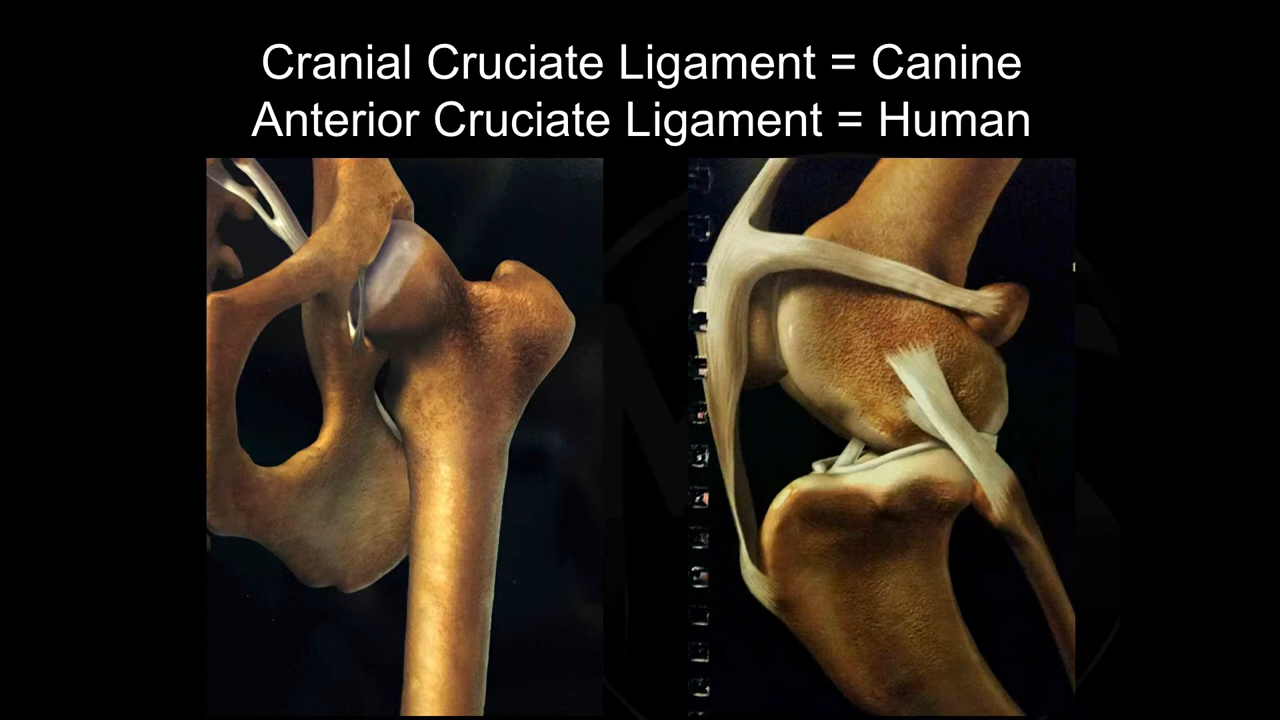 Cranial Cruciate Ligament = Canine
Anterior Cruciate Ligament = Human